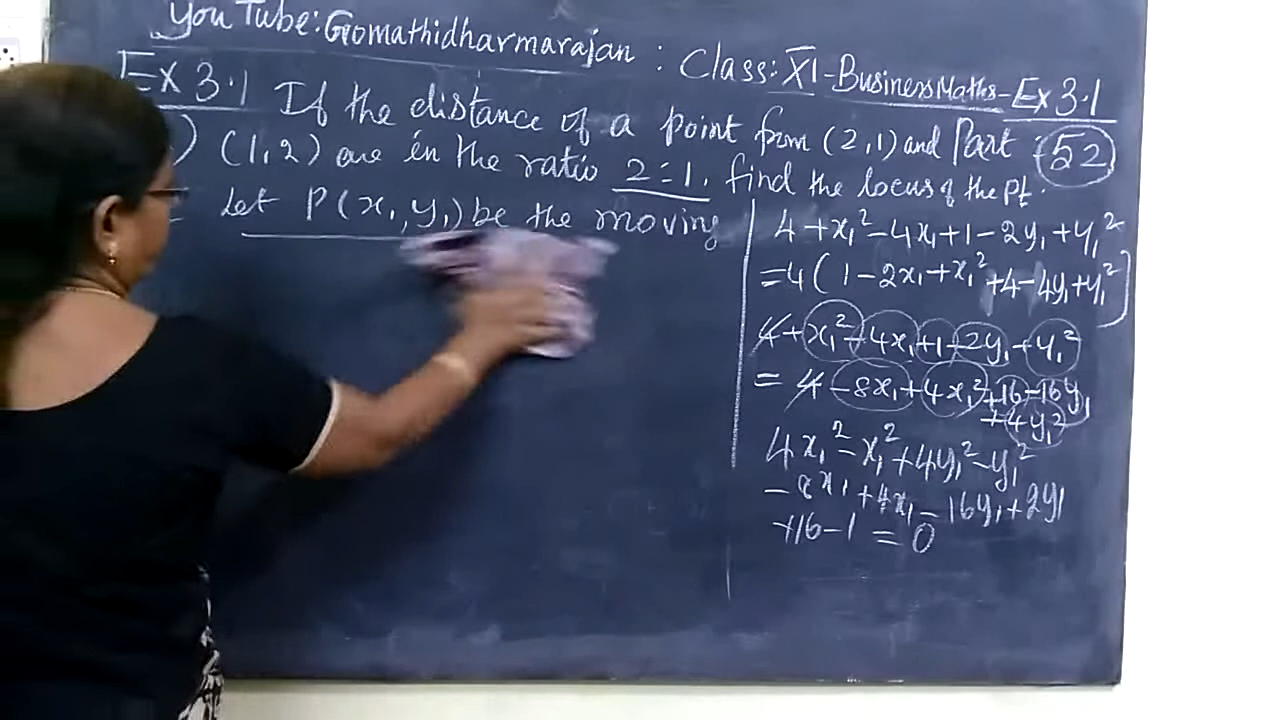 YouTube: Gomathidharmarajan : Class: XI - Business Maths - Ex 3.1
Ex 3.1 If the distance of a point from (2,1) and Part : 52
) (1,2) are in the ratio 2:1, find the locus of the pt.
= Let P(x₁, y₁) be the moving
4 + x₁² - 4x₁ + 1 - 2y₁ + y₁²
= 4 ( 1 - 2x₁ + x₁² + 4 - 4y₁ + y₁² ]
4 + x₁² - 4x₁ + 1 - 2y₁ + y₁²
= 4 - 8x₁ + 4x₁² + 16 - 16y₁
+ 4y₁²
4x₁² - x₁² + 4y₁² - y₁²
- 8x₁ + 4x₁ - 16y₁ + 2y₁
+16 - 1 = 0